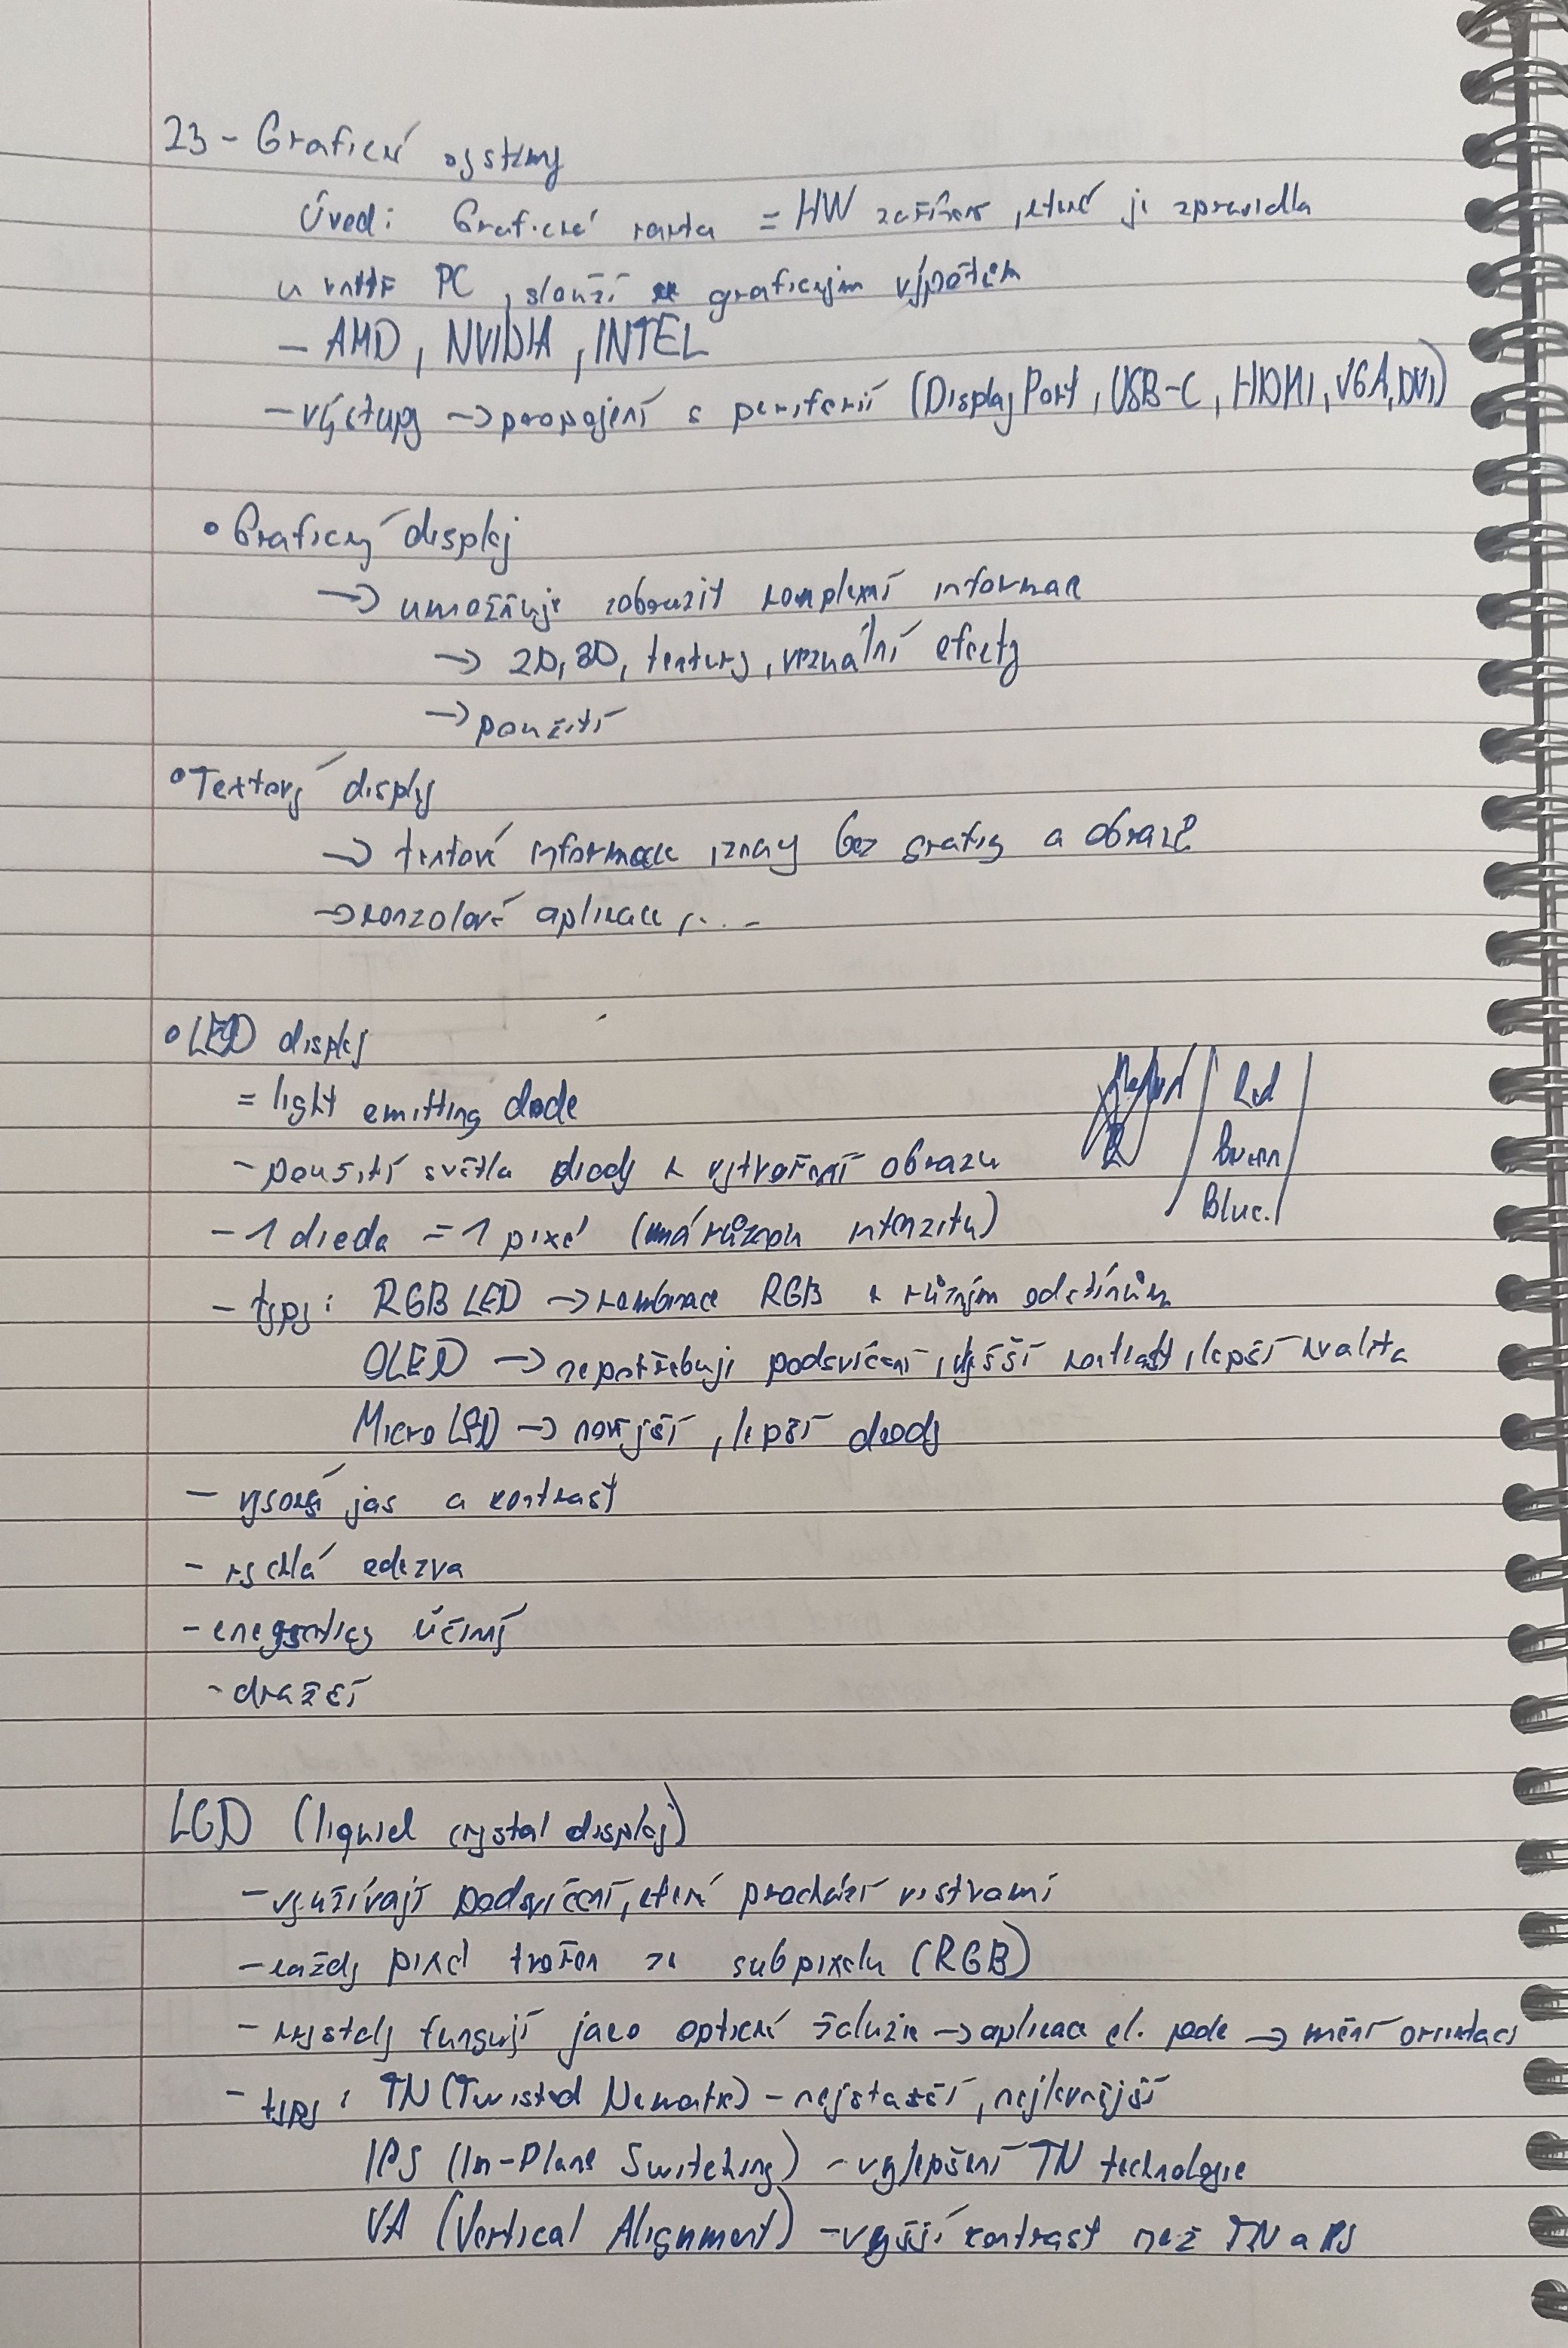 23 - Grafické systémy
Úvod: Grafická karta = HW zařízení, které je zpravidla
uvnitř PC, slouží k grafickým výpočtům
- AMD, NVIDIA, INTEL
- výstupy → propojení s periferií (Display Port, USB-C, HDMI, VGA, DVI)
• Grafický displej
→ umožňuje zobrazit komplexní informace
→ 2D, 3D, textury, vizuální efekty
→ použití
• Textový displej
→ textové informace, znaky bez grafiky a obrazů
→ konzolové aplikace, ...
• LED displej
= light emitting diode
- použití světla diody k vytvoření obrazu
Red
Green
Blue.
- 1 dioda = 1 pixel (má různou intenzitu)
- typy: RGB LED → kombinace RGB k různým odstínům
OLED → nepotřebují podsvícení, vyšší kontrast, lepší kvalita
Micro LED → novější, lepší diody
- vysoký jas a kontrast
- rychlá odezva
- energeticky účinný
- dražší
LCD (liquid crystal display)
- využívají podsvícení, které prochází vrstvami
- každý pixel tvořen ze subpixelu (RGB)
- krystaly fungují jako optické žaluzie → aplikace el. pole → mění orientaci
- typy: TN (Twisted Nematic) - nejstarší, nejlevnější
IPS (In-Plane Switching) - vylepšení TN technologie
VA (Vertical Alignment) - vyšší kontrast než TN a IPS